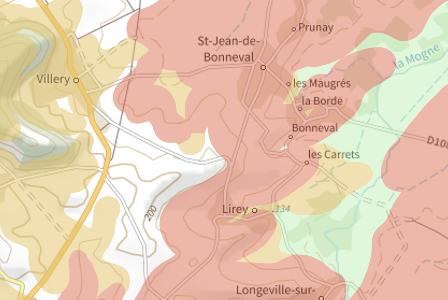 Prunay
St-Jean-de-
Bonneval
la Mogne
Villery
les Maugrés
la Borde
Bonneval
D10
les Carrets
200
Lirey
134
Longeville-sur-